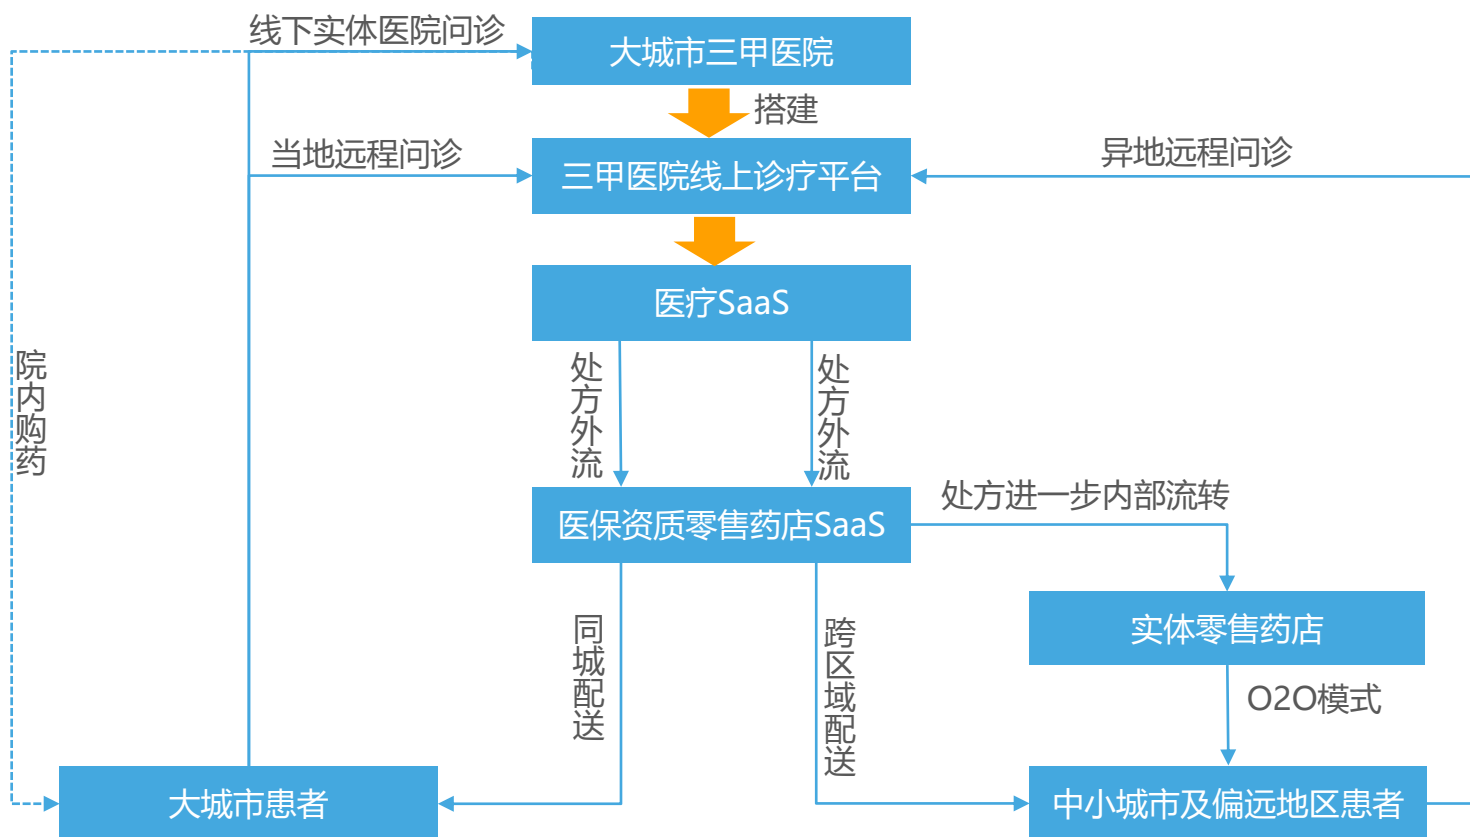 线下实体医院问诊
大城市三甲医院
搭建
当地远程问诊
三甲医院线上诊疗平台
异地远程问诊
医疗SaaS
院内购药
处方外流
处方外流
处方进一步内部流转
医保资质零售药店SaaS
实体零售药店
同城配送
跨区域配送
O2O模式
大城市患者
中小城市及偏远地区患者